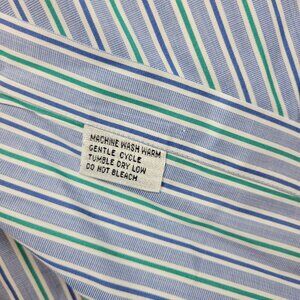 MACHINE WASH WARM
GENTLE CYCLE
TUMBLE DRY LOW
DO NOT BLEACH